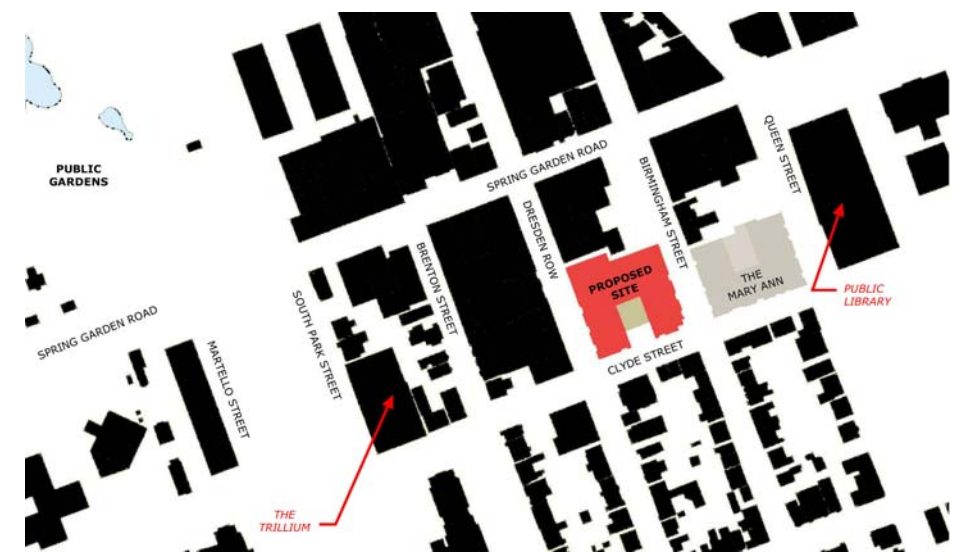 PUBLIC
GARDENS
SPRING GARDEN ROAD
QUEEN STREET
BIRMINGHAM STREET
DRESDEN ROW
BRENTON STREET
PROPOSED
SITE
THE
MARY ANN
PUBLIC
LIBRARY
SOUTH PARK STREET
SPRING GARDEN ROAD
MARTELLO STREET
CLYDE STREET
THE
TRILLIUM